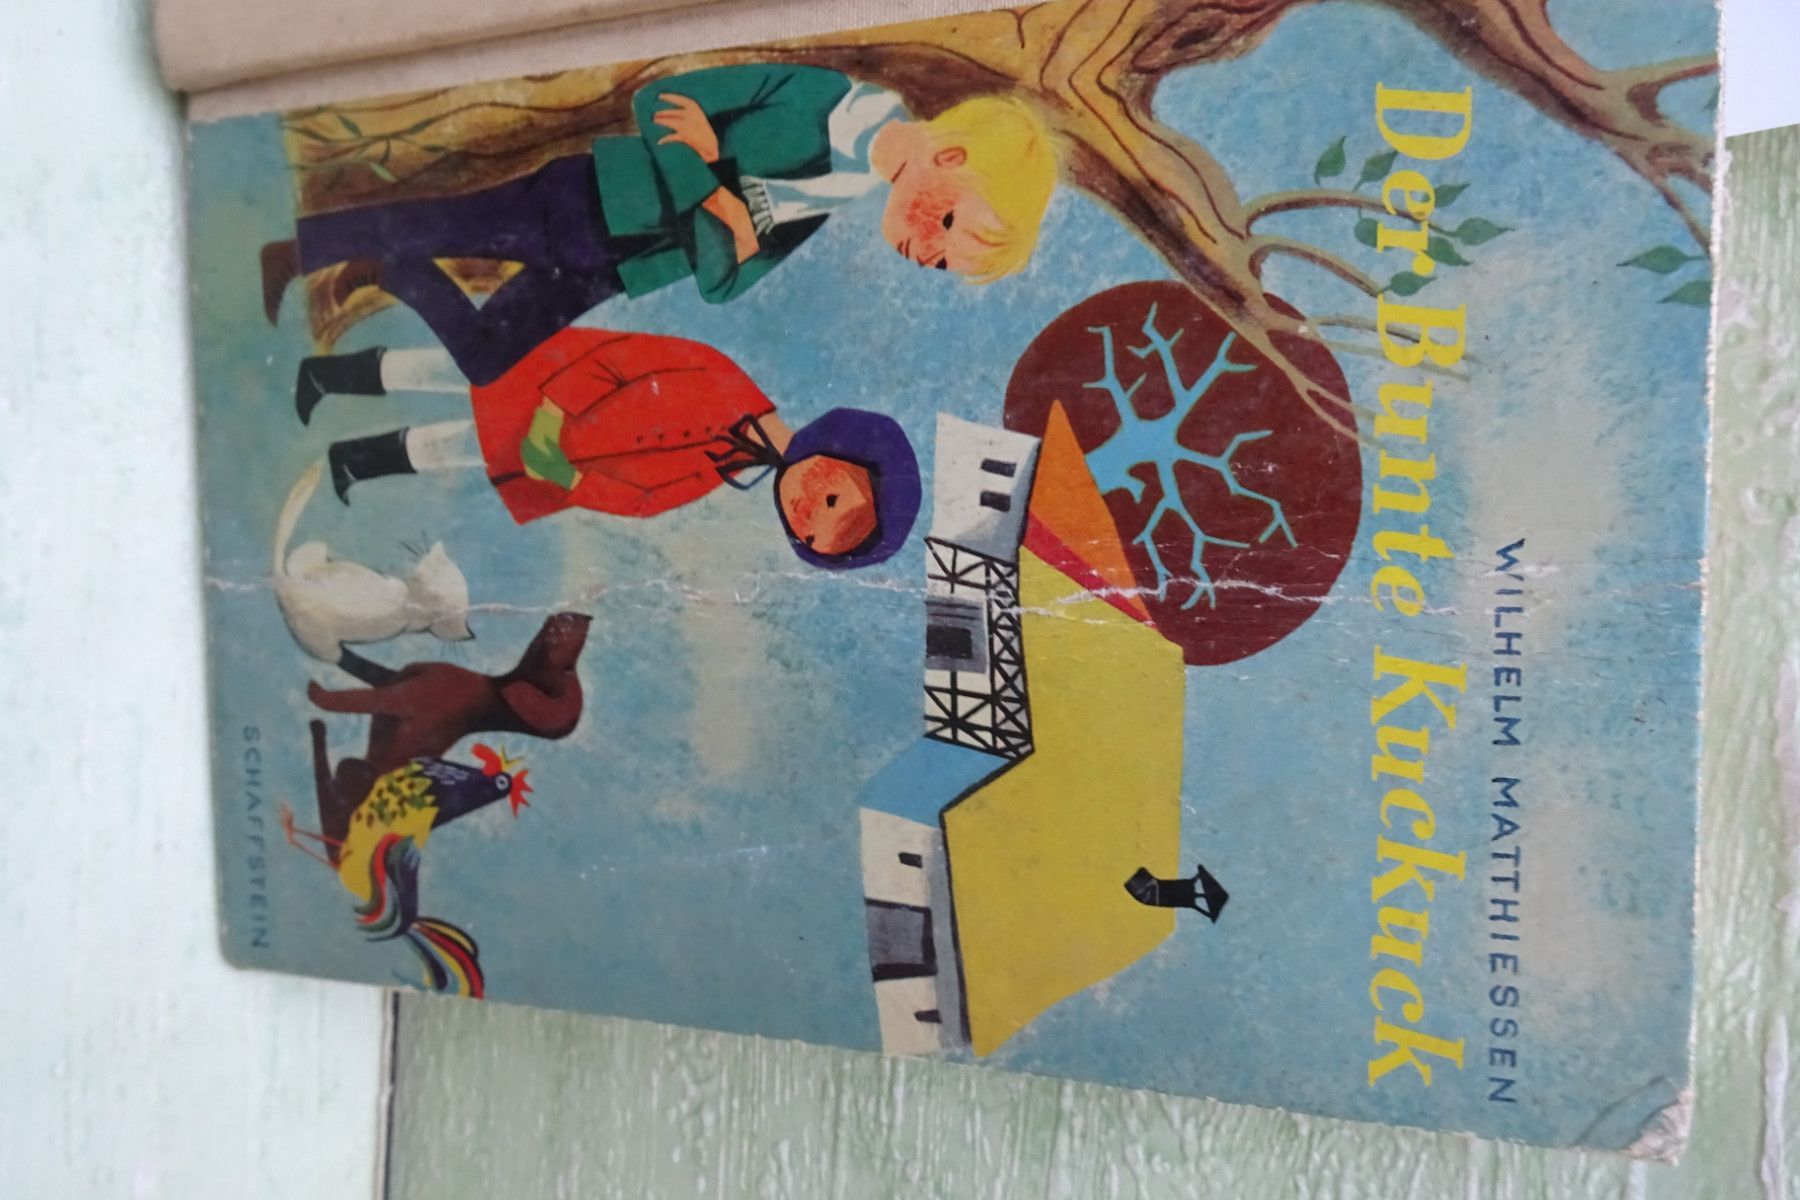 WILHELM MATTHIESSEN
Der Bunte Kuckuck
SCHAFFSTEIN